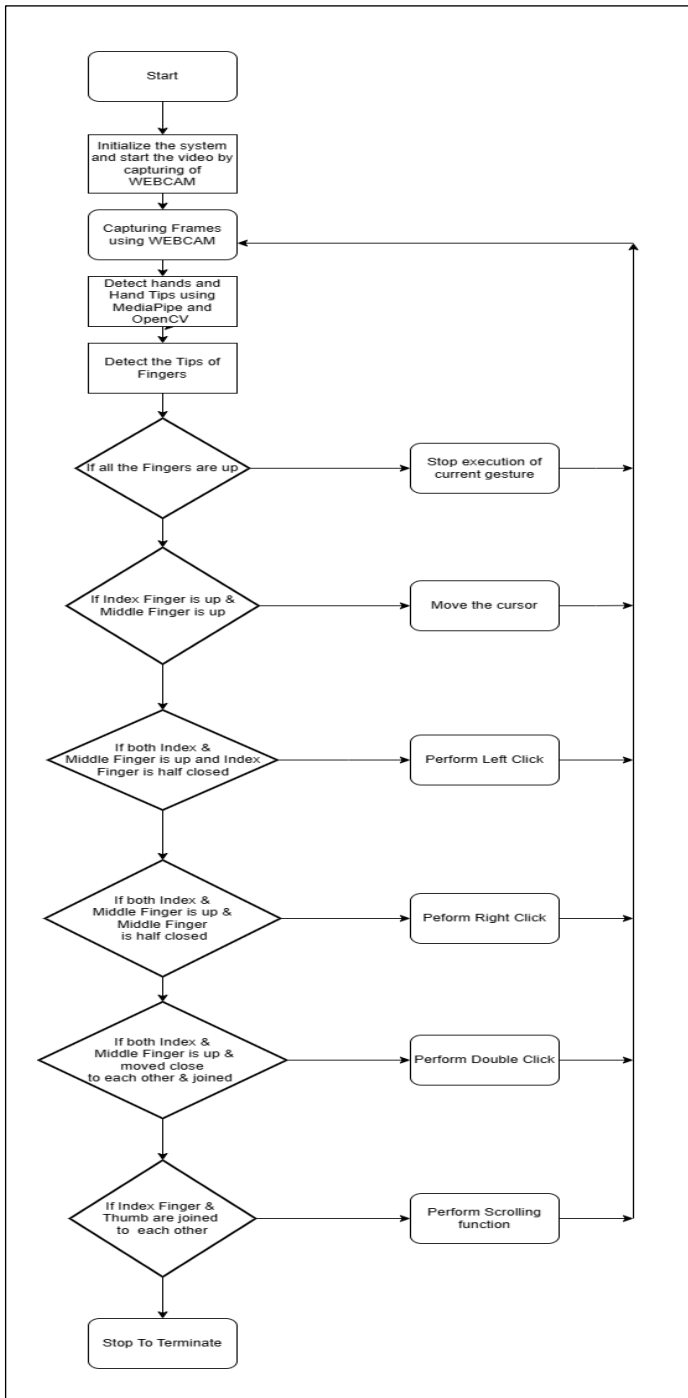 Start
Initialize the system
and start the video by
capturing of
WEBCAM
Capturing Frames
using WEBCAM
Detect hands and
Hand Tips using
MediaPipe and
OpenCV
Detect the Tips of
Fingers
If all the Fingers are up
Stop execution of
current gesture
If Index Finger is up &
Middle Finger is up
Move the cursor
If both Index &
Middle Finger is up and Index
Finger is half closed
Perform Left Click
If both Index &
Middle Finger is up &
Middle Finger
is half closed
Peform Right Click
If both Index &
Middle Finger is up &
moved close
to each other & joined
Perform Double Click
If Index Finger &
Thumb are joined
to each other
Perform Scrolling
function
Stop To Terminate